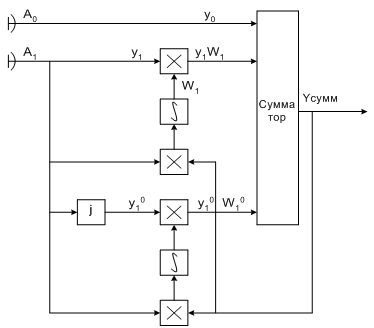 A₀ y₀
A₁ y₁ y₁W₁
W₁
∫
Сумма
тор
Yсумм
j y₁⁰ y₁⁰ W₁⁰
∫